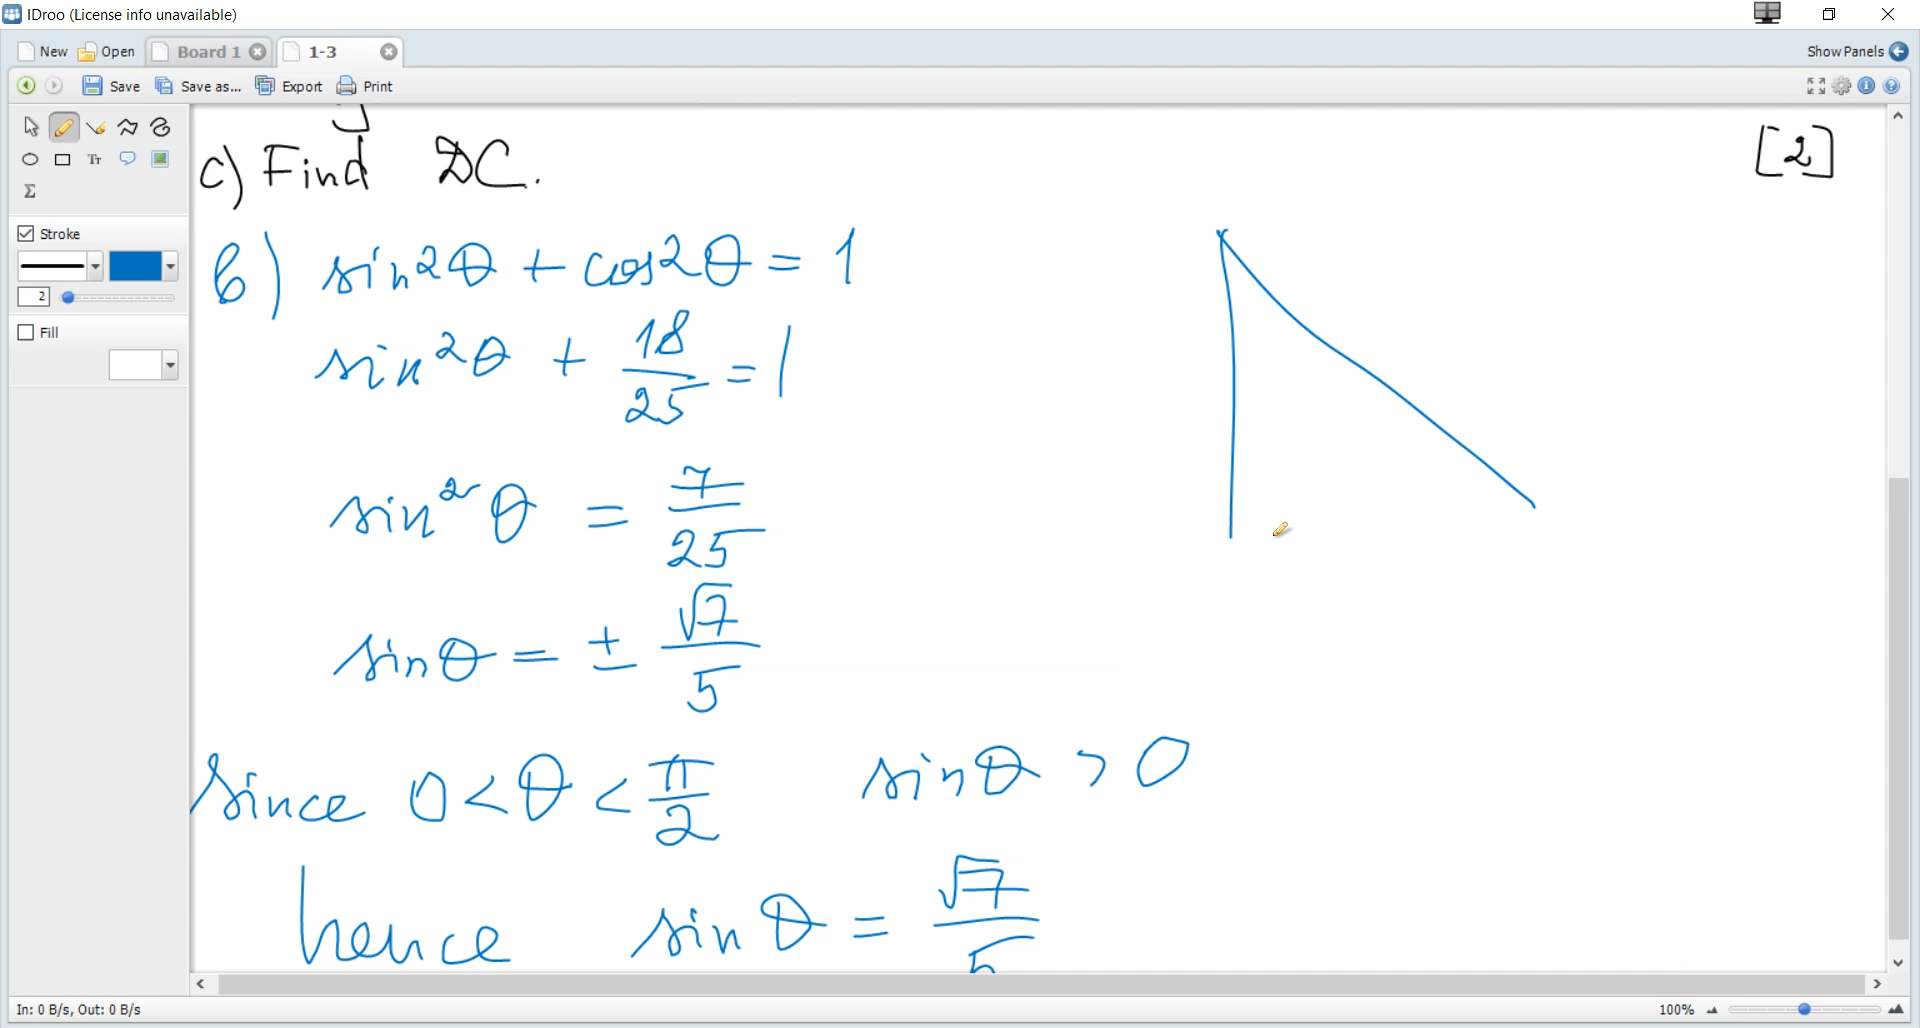 IDroo (License info unavailable)
New Open Board 1 1-3 Show Panels
Save Save as... Export Print
c) Find DC. [2]
Tт
Σ
Stroke
2
Fill
b) sin²θ + cos²θ = 1
sin²θ + 18/25 = 1
sin²θ = 7/25
sinθ = ± √7/5
since 0 < θ < π/2 sinθ > 0
hence sinθ = √7/5
In: 0 B/s, Out: 0 B/s 100%